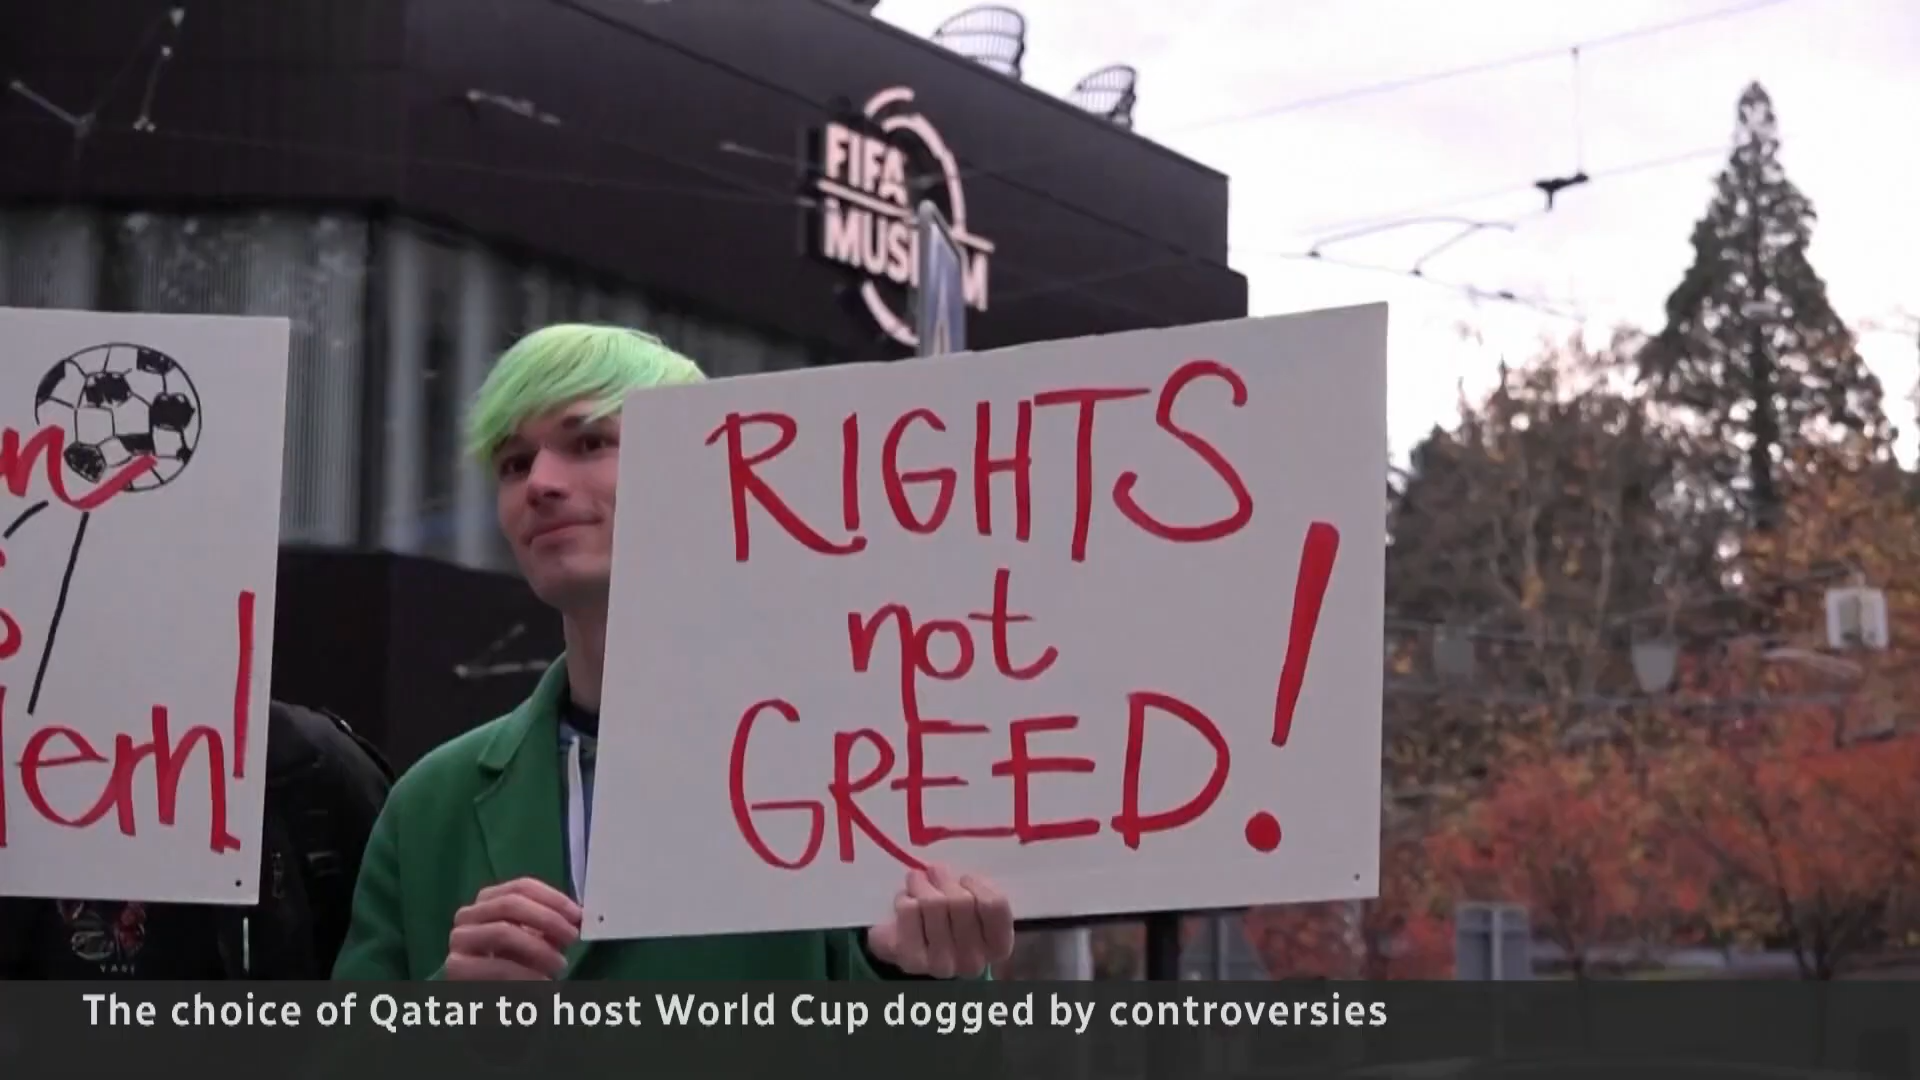 FIFA
MUSEUM
RIGHTS
not
GREED!
The choice of Qatar to host World Cup dogged by controversies